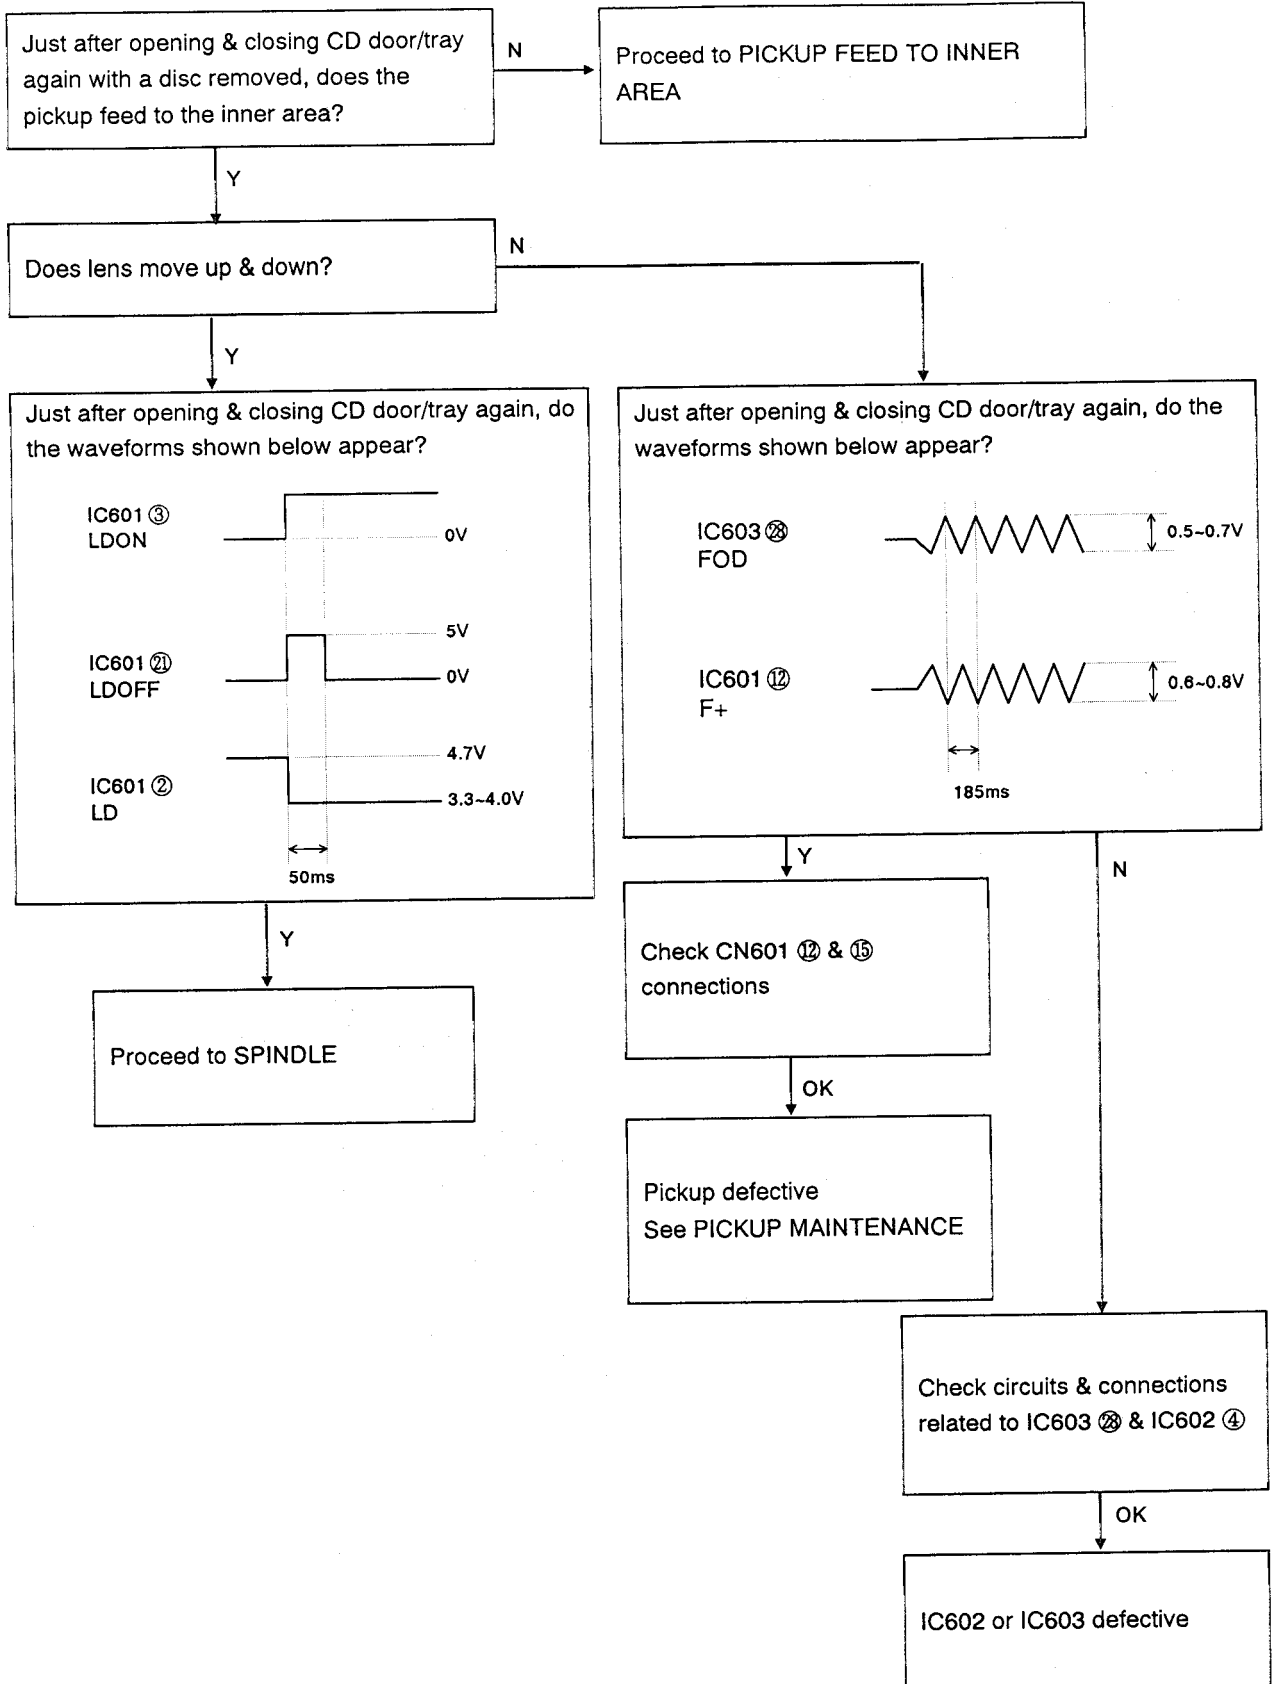 Just after opening & closing CD door/tray
again with a disc removed, does the
pickup feed to the inner area?
N
Proceed to PICKUP FEED TO INNER
AREA
Y
Does lens move up & down?
N
Y
Just after opening & closing CD door/tray again, do
the waveforms shown below appear?
IC601 ③
LDON
0V
IC601 ㉑
LDOFF
5V
0V
IC601 ②
LD
4.7V
3.3~4.0V
50ms
Y
Proceed to SPINDLE
Just after opening & closing CD door/tray again, do the
waveforms shown below appear?
IC603 ㉘
FOD
0.5~0.7V
IC601 ⑫
F+
0.6~0.8V
185ms
Y
N
Check CN601 ⑫ & ⑮
connections
OK
Pickup defective
See PICKUP MAINTENANCE
Check circuits & connections
related to IC603 ㉘ & IC602 ④
OK
IC602 or IC603 defective